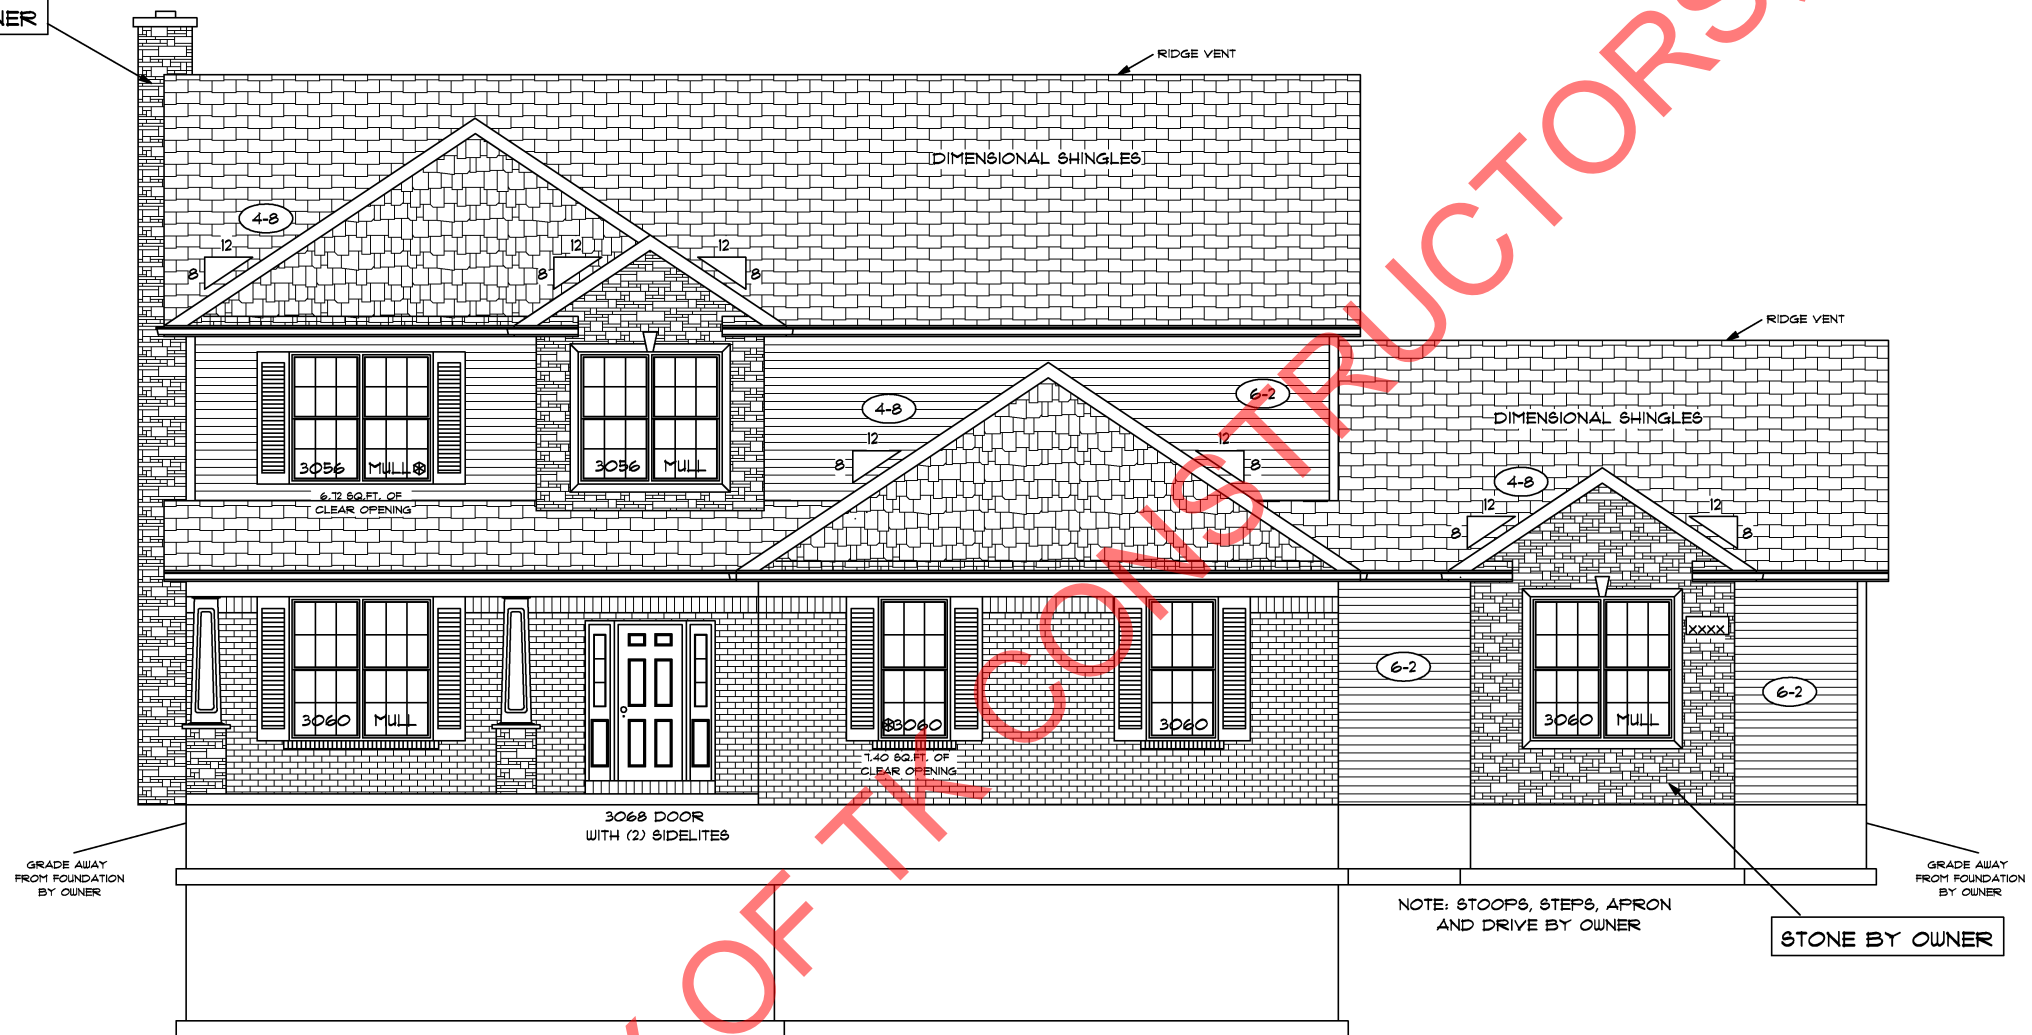 NER
RIDGE VENT
DIMENSIONAL SHINGLES
4-8
12
12
12
8
8
8
RIDGE VENT
6-2
4-8
DIMENSIONAL SHINGLES
12
12
8
8
3056 MULL
3056 MULL
6.72 SQ.FT. OF
CLEAR OPENING
4-8
12
12
8
8
XXXX
6-2
6-2
3060 MULL
3060
3060
3060 MULL
7.40 SQ.FT. OF
CLEAR OPENING
3068 DOOR
WITH (2) SIDELITES
GRADE AWAY
FROM FOUNDATION
BY OWNER
GRADE AWAY
FROM FOUNDATION
BY OWNER
NOTE: STOOPS, STEPS, APRON
AND DRIVE BY OWNER
STONE BY OWNER
OF TK CONSTRUCTORS